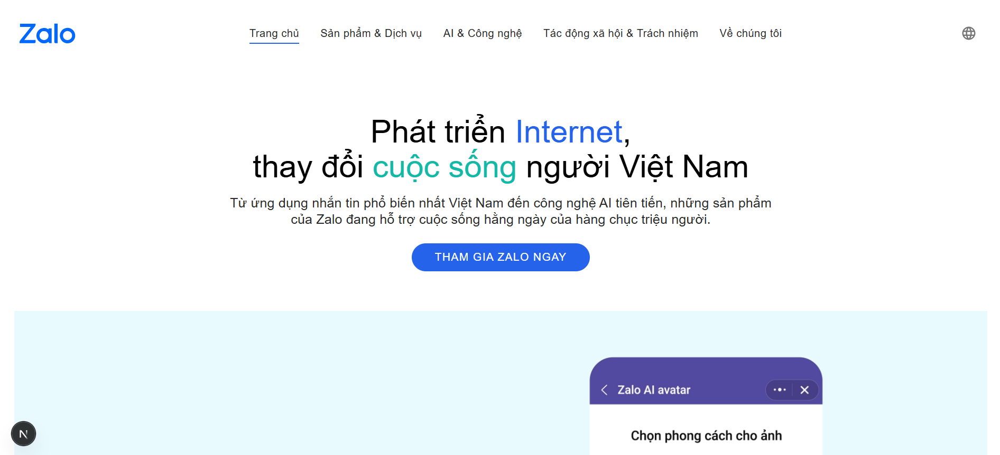 Zalo
Trang chủ
Sản phẩm & Dịch vụ
AI & Công nghệ
Tác động xã hội & Trách nhiệm
Về chúng tôi
Phát triển Internet,
thay đổi cuộc sống người Việt Nam
Từ ứng dụng nhắn tin phổ biến nhất Việt Nam đến công nghệ AI tiên tiến, những sản phẩm
của Zalo đang hỗ trợ cuộc sống hằng ngày của hàng chục triệu người.
THAM GIA ZALO NGAY
Zalo AI avatar
Chọn phong cách cho ảnh
N